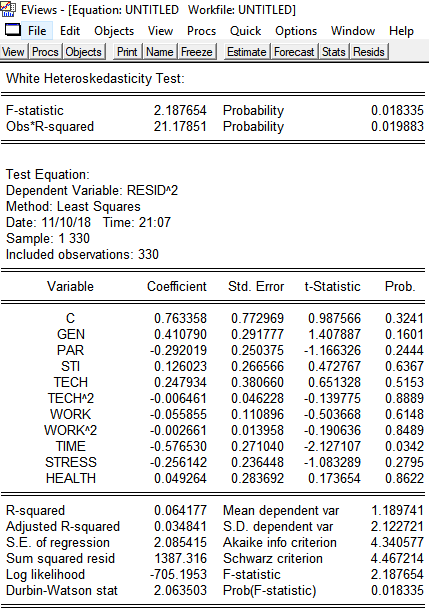 EViews - [Equation: UNTITLED Workfile: UNTITLED]
File Edit Objects View Procs Quick Options Window Help
View Procs Objects Print Name Freeze Estimate Forecast Stats Resids
White Heteroskedasticity Test:
F-statistic 2.187654 Probability 0.018335
Obs*R-squared 21.17851 Probability 0.019883
Test Equation:
Dependent Variable: RESID^2
Method: Least Squares
Date: 11/10/18 Time: 21:07
Sample: 1 330
Included observations: 330
Variable Coefficient Std. Error t-Statistic Prob.
C 0.763358 0.772969 0.987566 0.3241
GEN 0.410790 0.291777 1.407887 0.1601
PAR -0.292019 0.250375 -1.166326 0.2444
STI 0.126023 0.266566 0.472767 0.6367
TECH 0.247934 0.380660 0.651328 0.5153
TECH^2 -0.006461 0.046228 -0.139775 0.8889
WORK -0.055855 0.110896 -0.503668 0.6148
WORK^2 -0.002661 0.013958 -0.190636 0.8489
TIME -0.576530 0.271040 -2.127107 0.0342
STRESS -0.256142 0.236448 -1.083289 0.2795
HEALTH 0.049264 0.283692 0.173654 0.8622
R-squared 0.064177 Mean dependent var 1.189741
Adjusted R-squared 0.034841 S.D. dependent var 2.122721
S.E. of regression 2.085415 Akaike info criterion 4.340577
Sum squared resid 1387.316 Schwarz criterion 4.467214
Log likelihood -705.1953 F-statistic 2.187654
Durbin-Watson stat 2.063503 Prob(F-statistic) 0.018335